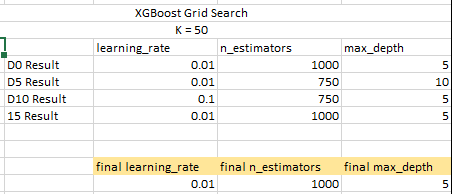 XGBoost Grid Search
K = 50
learning_rate n_estimators max_depth
D0 Result 0.01 1000 5
D5 Result 0.01 750 10
D10 Result 0.1 750 5
15 Result 0.01 1000 5
final learning_rate final n_estimators final max_depth
0.01 1000 5